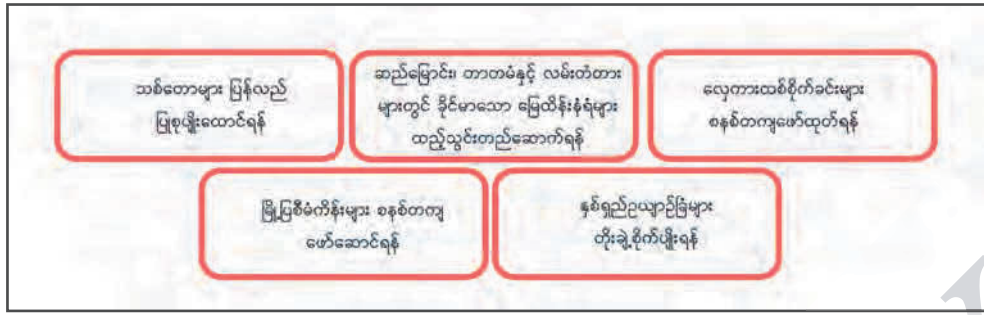 သစ်တောများ ပြန်လည်
ပြုစုပျိုးထောင်ရန်
ဆည်မြောင်း၊ တာတမံနှင့် လမ်းတံတား
များတွင် ခိုင်မာသော မြေထိန်းနံရံများ
ထည့်သွင်းတည်ဆောက်ရန်
လှေကားထစ်စိုက်ခင်းများ
စနစ်တကျဖော်ထုတ်ရန်
မြို့ပြစီမံကိန်းများ စနစ်တကျ
ဖော်ဆောင်ရန်
နှစ်ရှည်ဥယျာဉ်ခြံများ
တိုးချဲ့စိုက်ပျိုးရန်